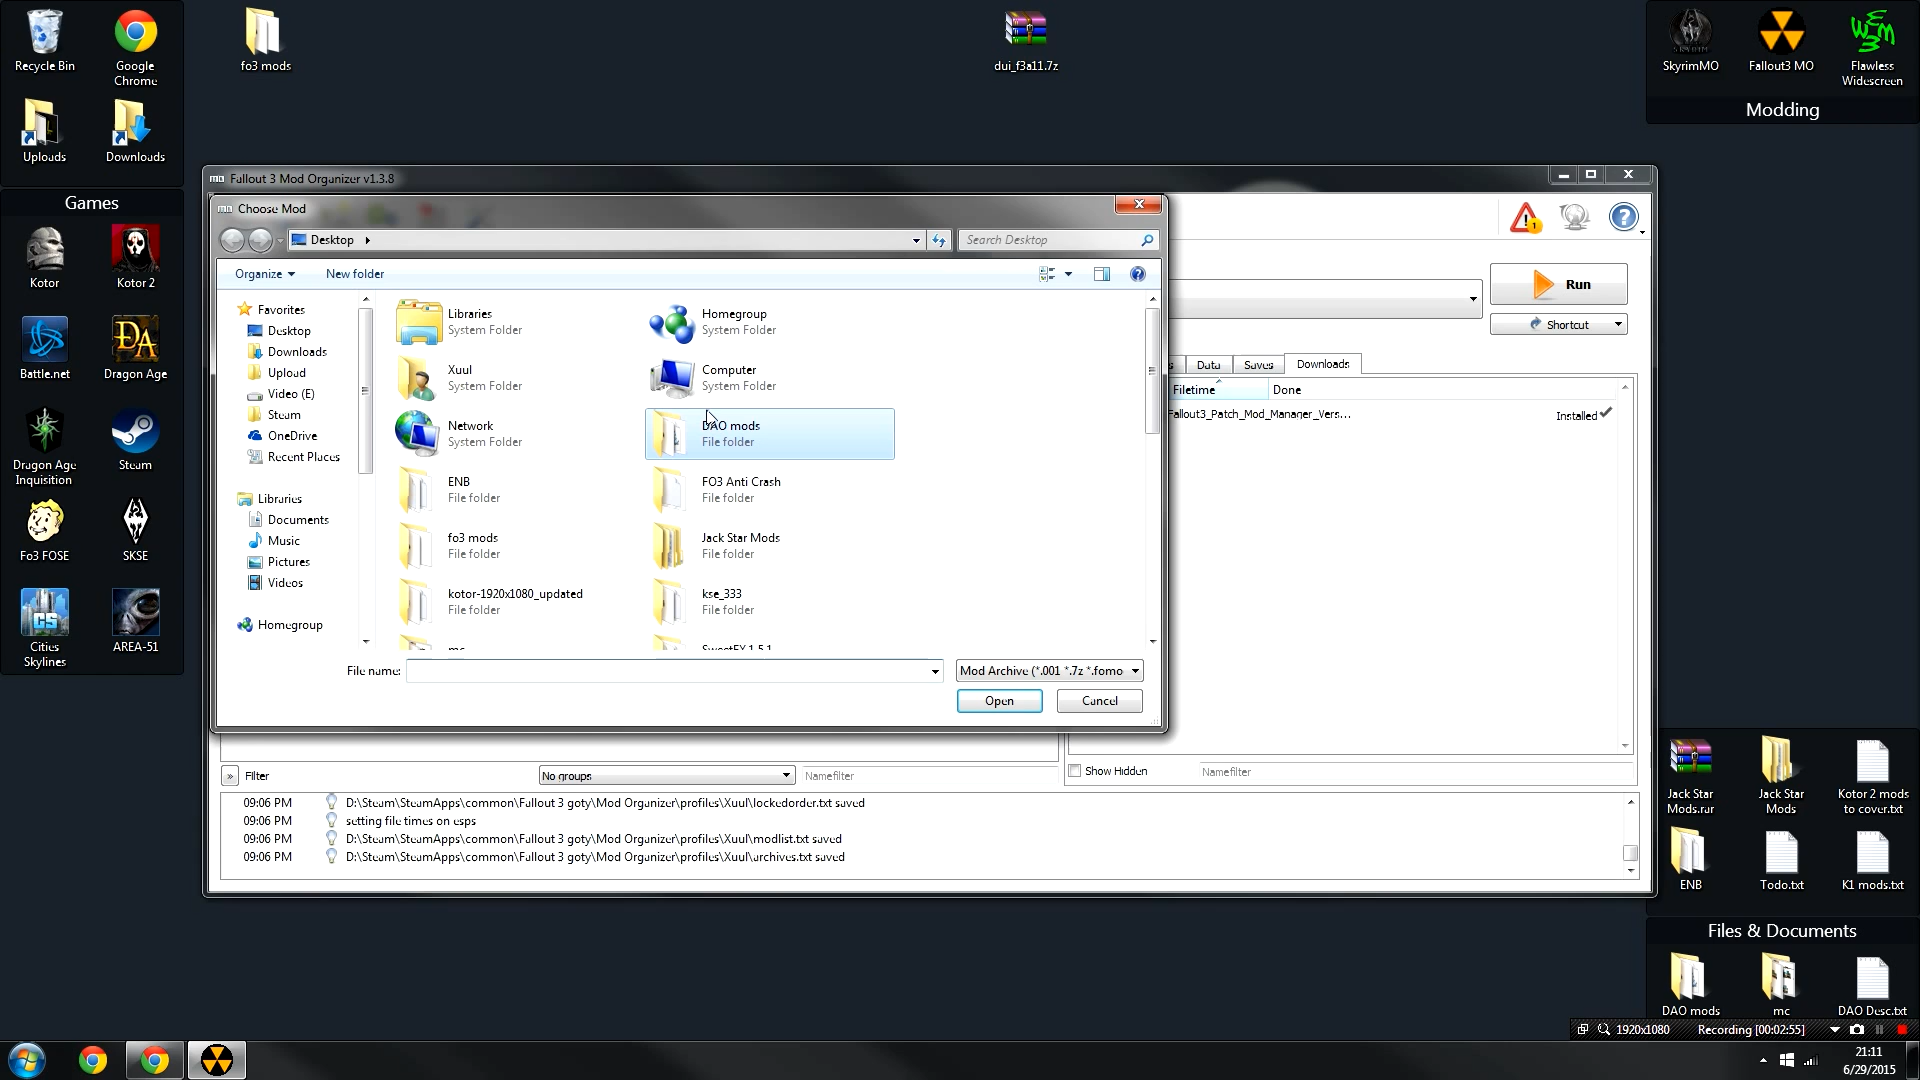 Recycle Bin
Google Chrome
fo3 mods
dui_f3a11.7z
SkyrimMO
Fallout3 MO
Flawless Widescreen
Modding
Uploads
Downloads
Games
Kotor
Kotor 2
Battle.net
Dragon Age
Dragon Age Inquisition
Steam
Fo3 FOSE
SKSE
Cities Skylines
AREA-51
Fallout 3 Mod Organizer v1.3.8
Choose Mod
Desktop
Search Desktop
Organize
New folder
Favorites
Desktop
Downloads
Upload
Video (E)
Steam
OneDrive
Recent Places
Libraries
Documents
Music
Pictures
Videos
Homegroup
Libraries
System Folder
Homegroup
System Folder
Xuul
System Folder
Computer
System Folder
Network
System Folder
DAO mods
File folder
ENB
File folder
FO3 Anti Crash
File folder
fo3 mods
File folder
Jack Star Mods
File folder
kotor-1920x1080_updated
File folder
kse_333
File folder
mc
SweetFX 1.5.1
File name:
Mod Archive (*.001 *.7z *.fomo
Open
Cancel
Run
Shortcut
Data
Saves
Downloads
Filetime
Done
Fallout3_Patch_Mod_Manager_Vers...
Installed
Show Hidden
Namefilter
Filter
No groups
Namefilter
09:06 PM D:\Steam\SteamApps\common\Fallout 3 goty\Mod Organizer\profiles\Xuul\lockedorder.txt saved
09:06 PM setting file times on esps
09:06 PM D:\Steam\SteamApps\common\Fallout 3 goty\Mod Organizer\profiles\Xuul\modlist.txt saved
09:06 PM D:\Steam\SteamApps\common\Fallout 3 goty\Mod Organizer\profiles\Xuul\archives.txt saved
Jack Star Mods.rar
Jack Star Mods
Kotor 2 mods to cover.txt
ENB
Todo.txt
K1 mods.txt
Files & Documents
DAO mods
mc
DAO Desc.txt
1920x1080
Recording [00:02:55]
21:11
6/29/2015